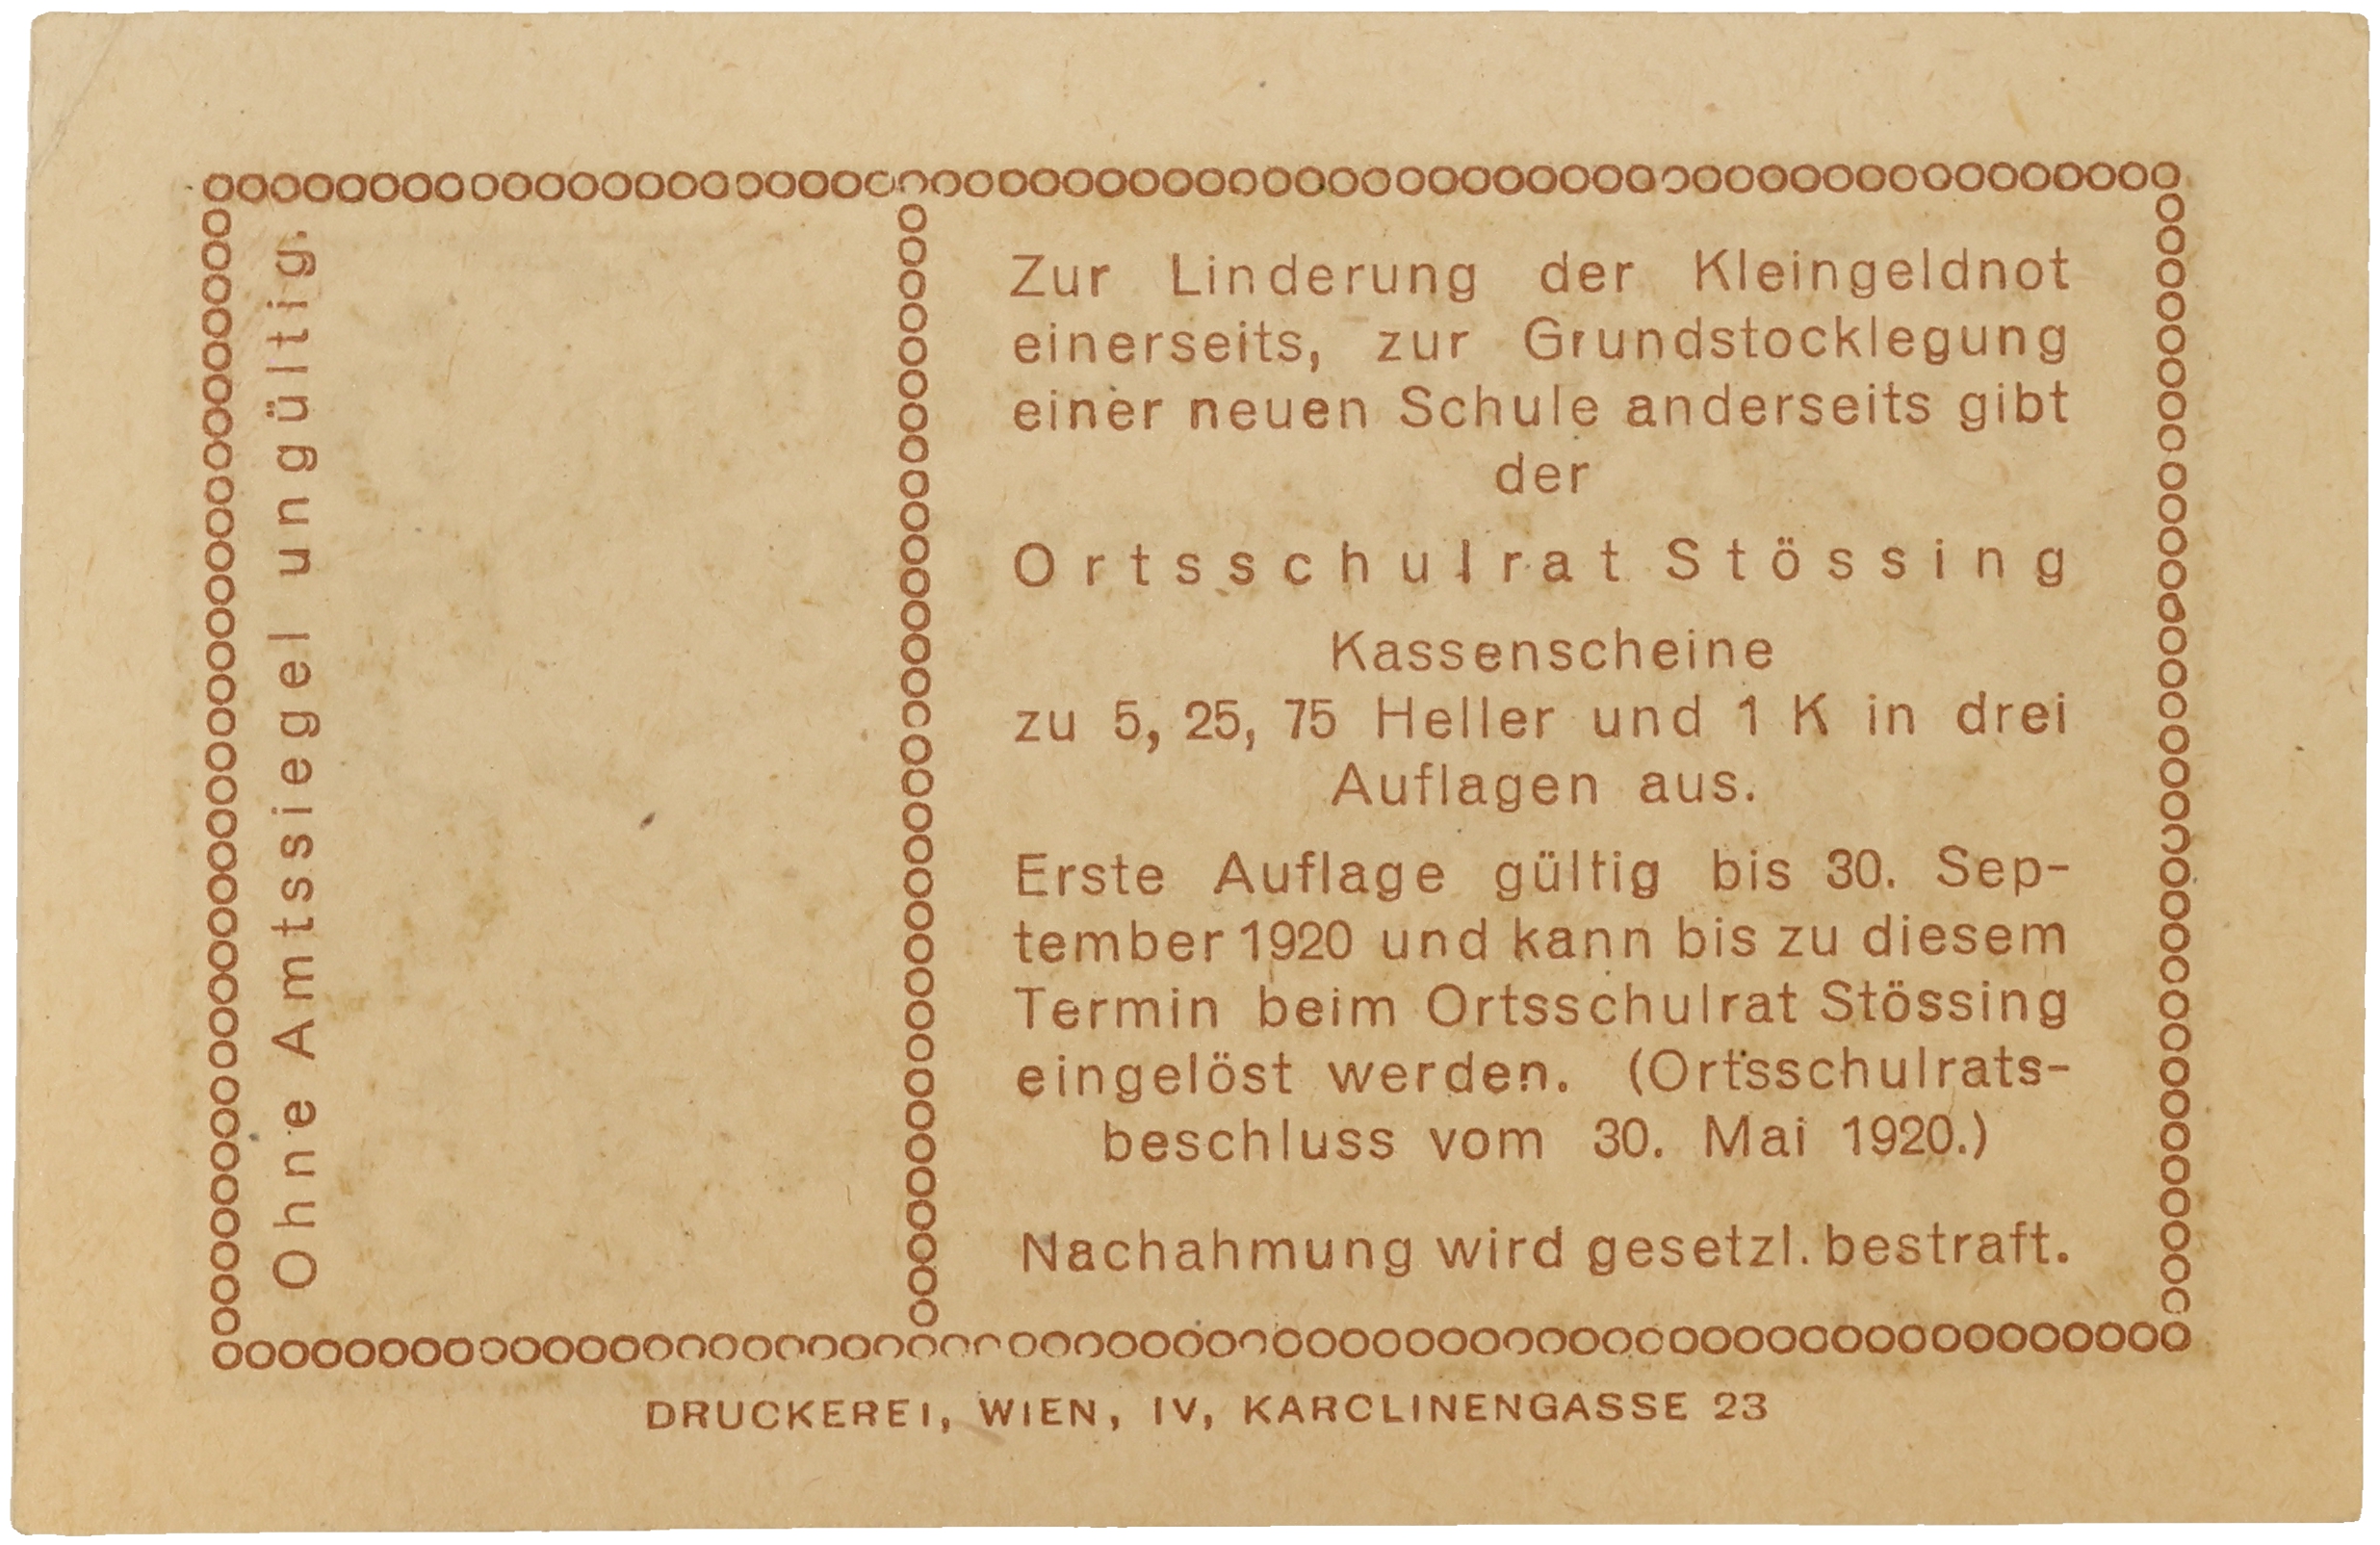 Ohne Amtssiegel ungültig.
Zur Linderung der Kleingeldnot
einerseits, zur Grundstocklegung
einer neuen Schule anderseits gibt
der
Ortsschulrat Stössing
Kassenscheine
zu 5, 25, 75 Heller und 1 K in drei
Auflagen aus.
Erste Auflage gültig bis 30. Sep-
tember 1920 und kann bis zu diesem
Termin beim Ortsschulrat Stössing
eingelöst werden. (Ortsschulrats-
beschluss vom 30. Mai 1920.)
Nachahmung wird gesetzl. bestraft.
DRUCKEREI, WIEN, IV, KAROLINENGASSE 23